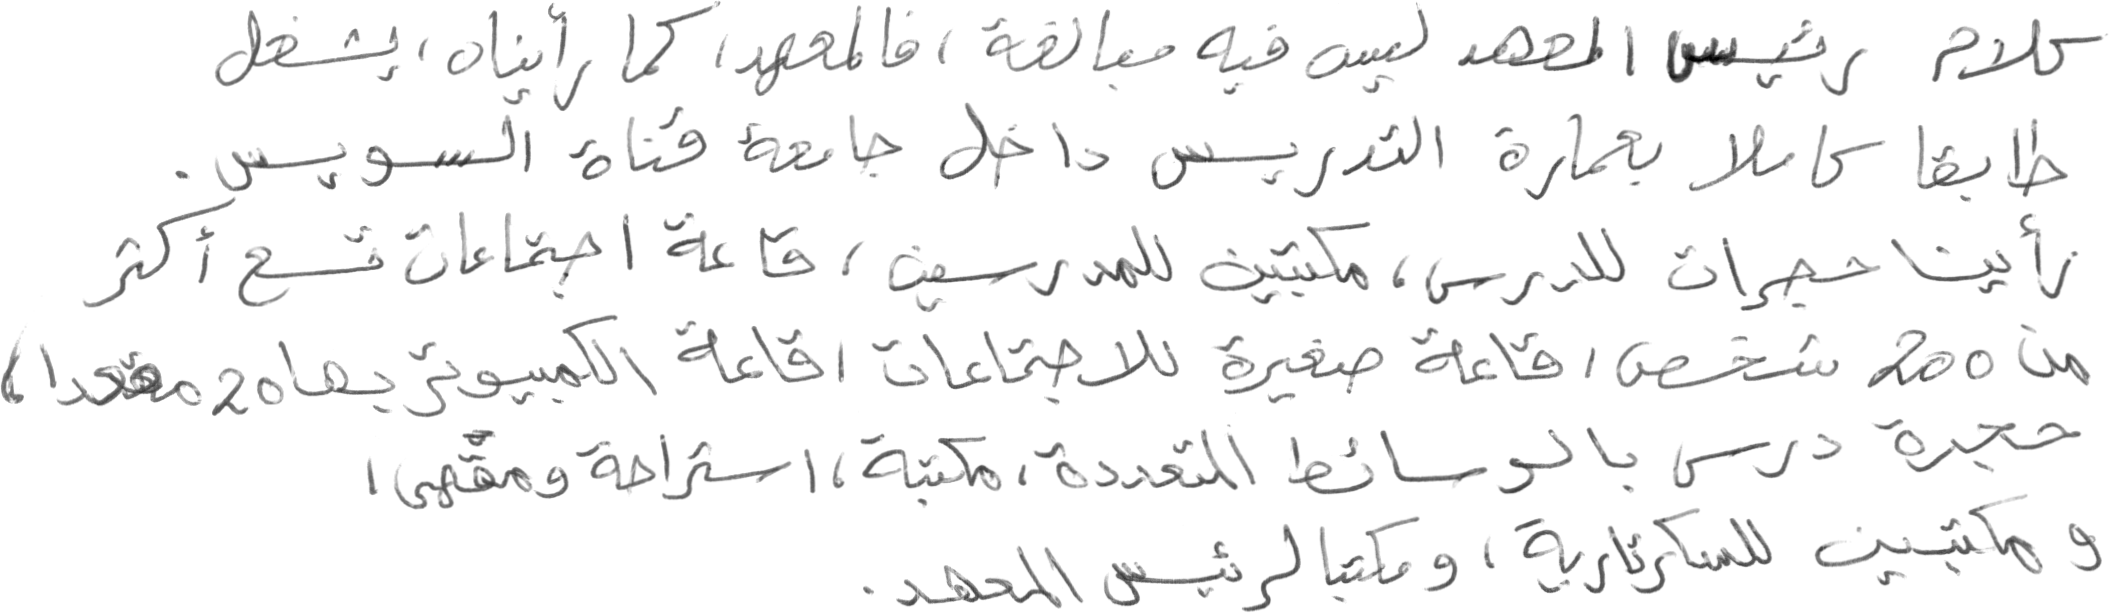 كلام رئيس المعهد ليس فيه مبالغة، فالمعهد، كما رأيناه، يشغل
طابقا كاملا بعمارة التدريس داخل جامعة قناة السويس.
رأينا حجرات للدرس، مكتبين للمدرسين، قاعة اجتماعات تسع أكثر
من 200 شخص، قاعة صغيرة للاجتماعات، قاعة الكمبيوتر بها 20 مقعدا،
حجرة درس بالوسائط المتعددة، مكتبة، استراحة ومقهى،
ومكتبين للسكرتارية، ومكتبا لرئيس المعهد.